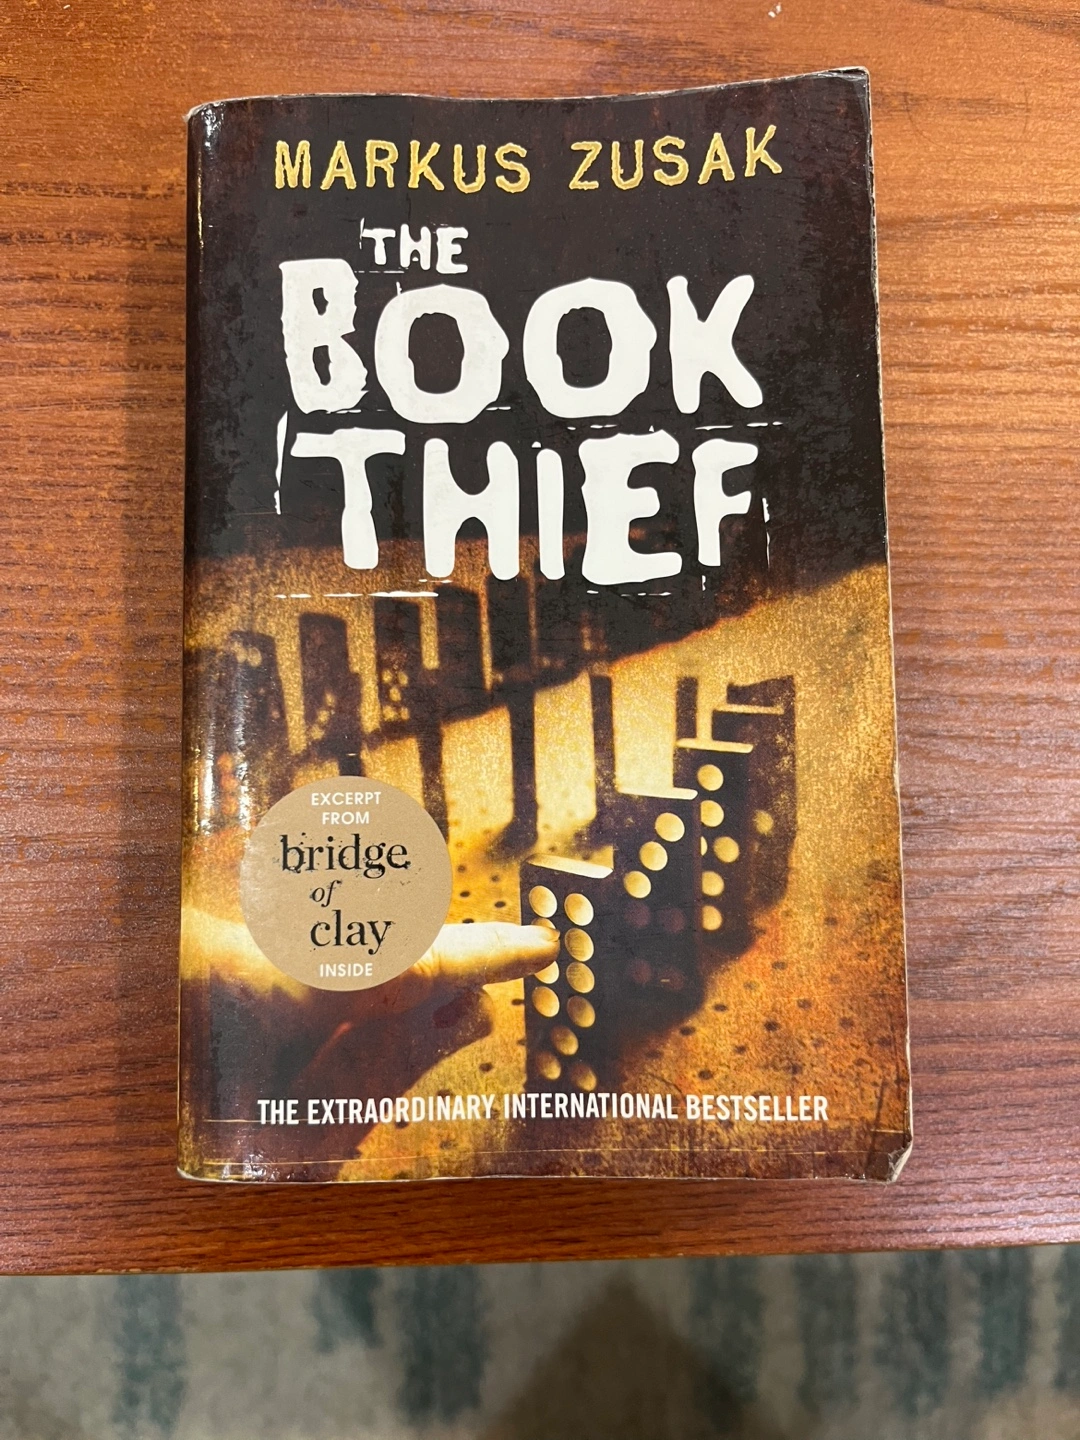 MARKUS ZUSAK
THE
BOOK
THIEF
EXCERPT
FROM
bridge
of
clay
INSIDE
THE EXTRAORDINARY INTERNATIONAL BESTSELLER